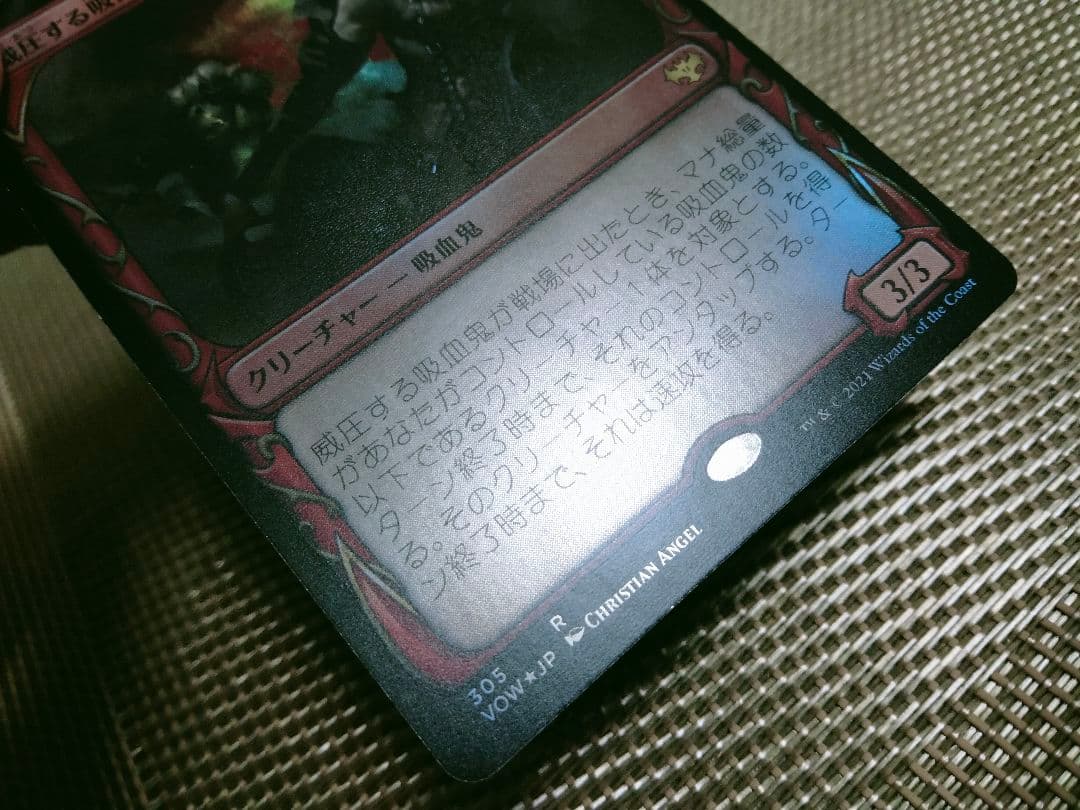 威圧する吸血
クリーチャー — 吸血鬼
威圧する吸血鬼が戦場に出たとき、マナ総量
があなたがコントロールしている吸血鬼の数
以下であるクリーチャー1体を対象とする。
ターン終了時まで、それのコントロールを得
る。そのクリーチャーをアンタップする。ター
ン終了時まで、それは速攻を得る。
3/3
305 R
VOW★JP CHRISTIAN ANGEL
™ & © 2021 Wizards of the Coast